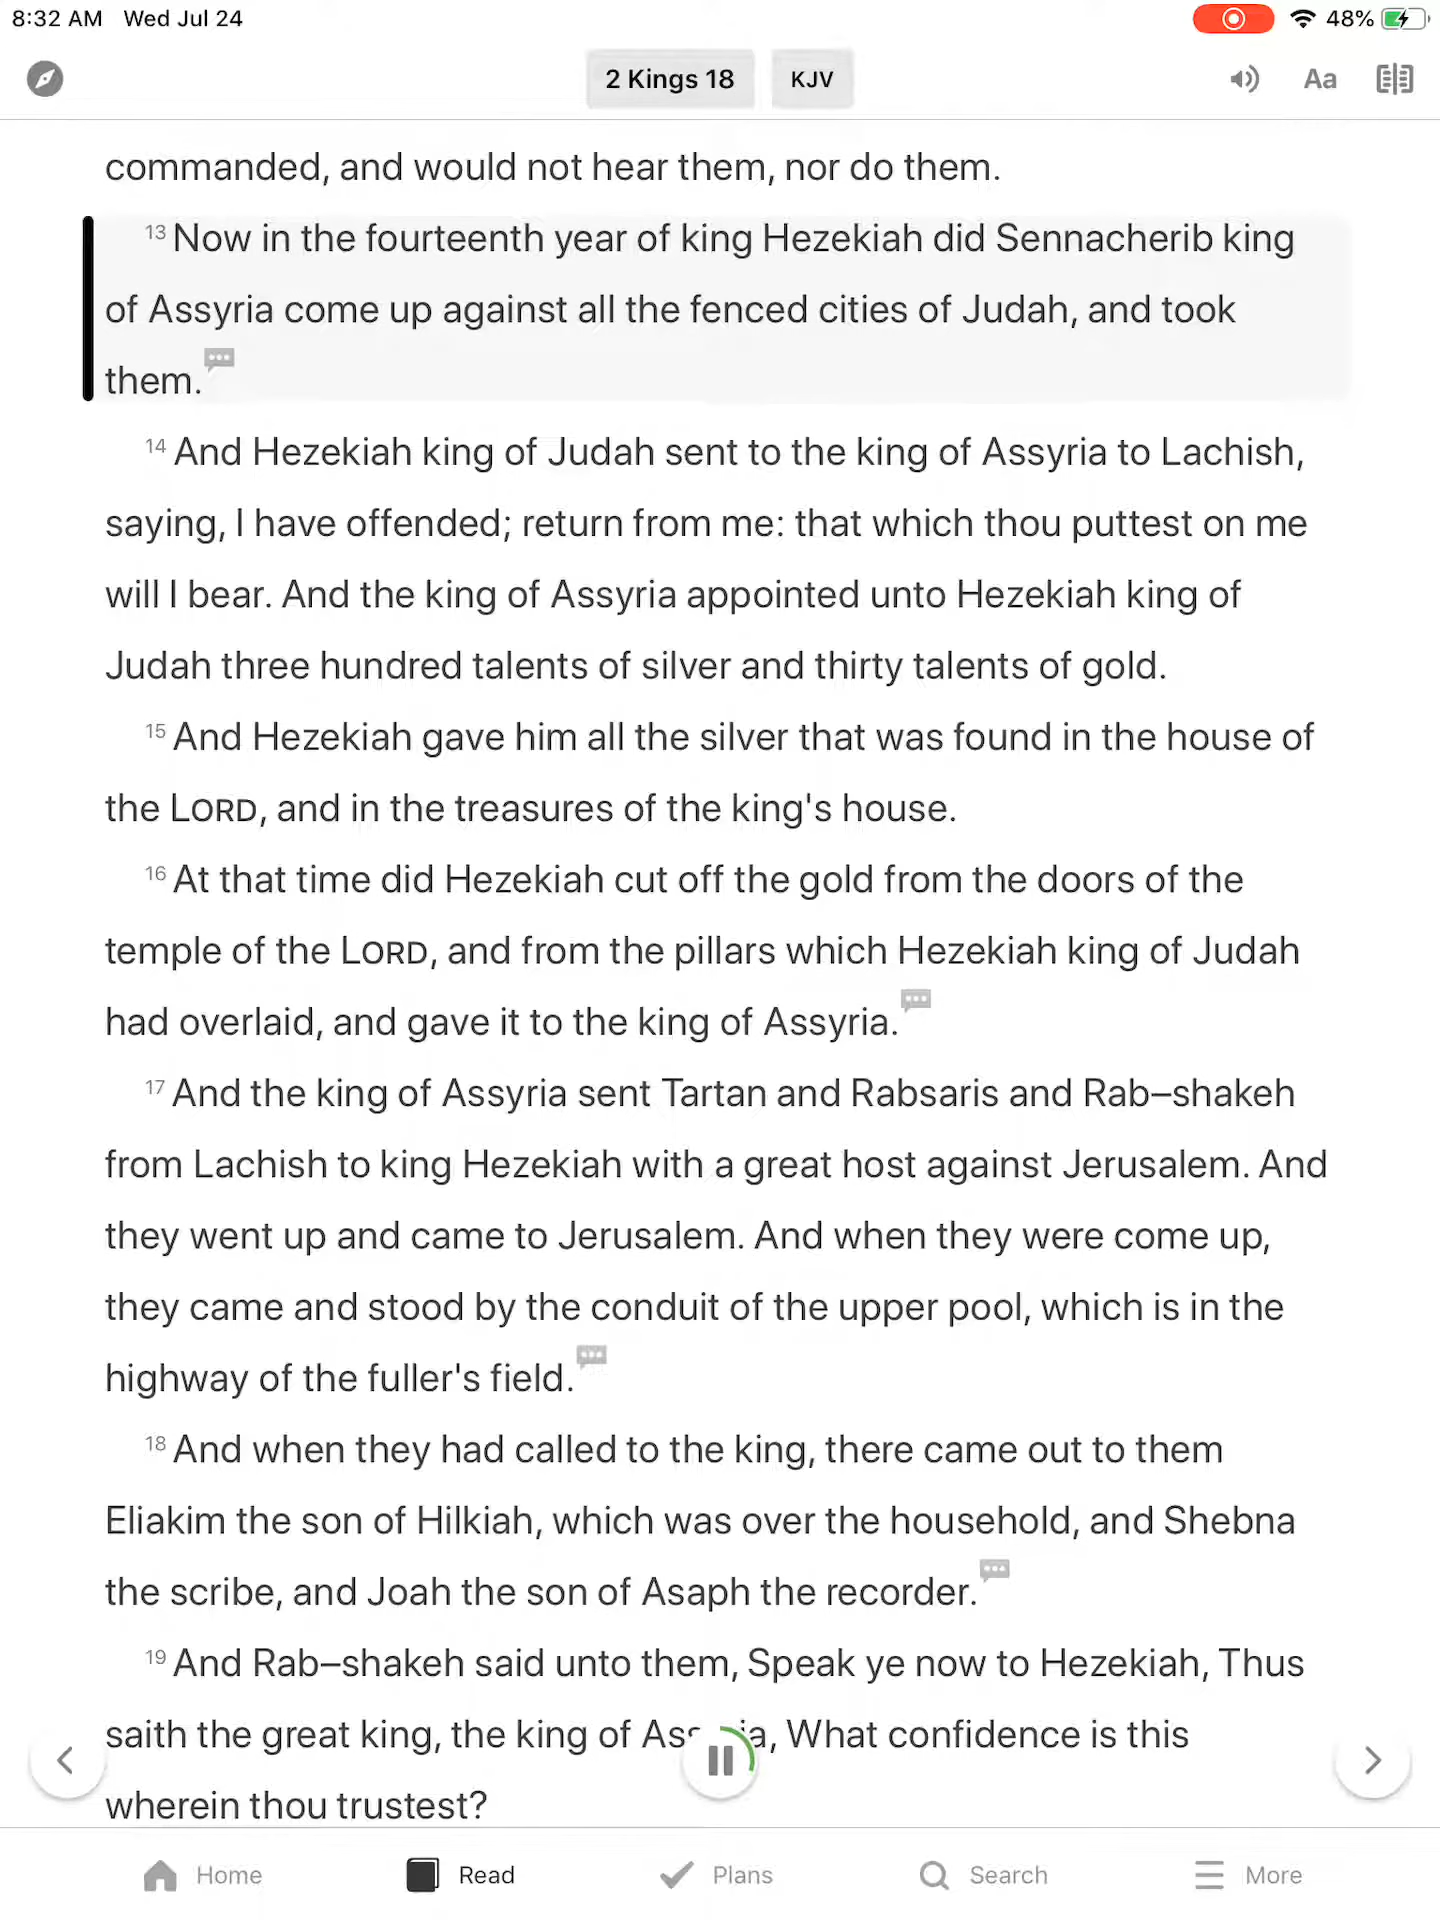 8:32 AM Wed Jul 24 48%
2 Kings 18 KJV Aa
commanded, and would not hear them, nor do them.
13 Now in the fourteenth year of king Hezekiah did Sennacherib king
of Assyria come up against all the fenced cities of Judah, and took
them.
14 And Hezekiah king of Judah sent to the king of Assyria to Lachish,
saying, I have offended; return from me: that which thou puttest on me
will I bear. And the king of Assyria appointed unto Hezekiah king of
Judah three hundred talents of silver and thirty talents of gold.
15 And Hezekiah gave him all the silver that was found in the house of
the LORD, and in the treasures of the king's house.
16 At that time did Hezekiah cut off the gold from the doors of the
temple of the LORD, and from the pillars which Hezekiah king of Judah
had overlaid, and gave it to the king of Assyria.
17 And the king of Assyria sent Tartan and Rabsaris and Rab–shakeh
from Lachish to king Hezekiah with a great host against Jerusalem. And
they went up and came to Jerusalem. And when they were come up,
they came and stood by the conduit of the upper pool, which is in the
highway of the fuller's field.
18 And when they had called to the king, there came out to them
Eliakim the son of Hilkiah, which was over the household, and Shebna
the scribe, and Joah the son of Asaph the recorder.
19 And Rab–shakeh said unto them, Speak ye now to Hezekiah, Thus
saith the great king, the king of Assyria, What confidence is this
wherein thou trustest?
Home Read Plans Search More